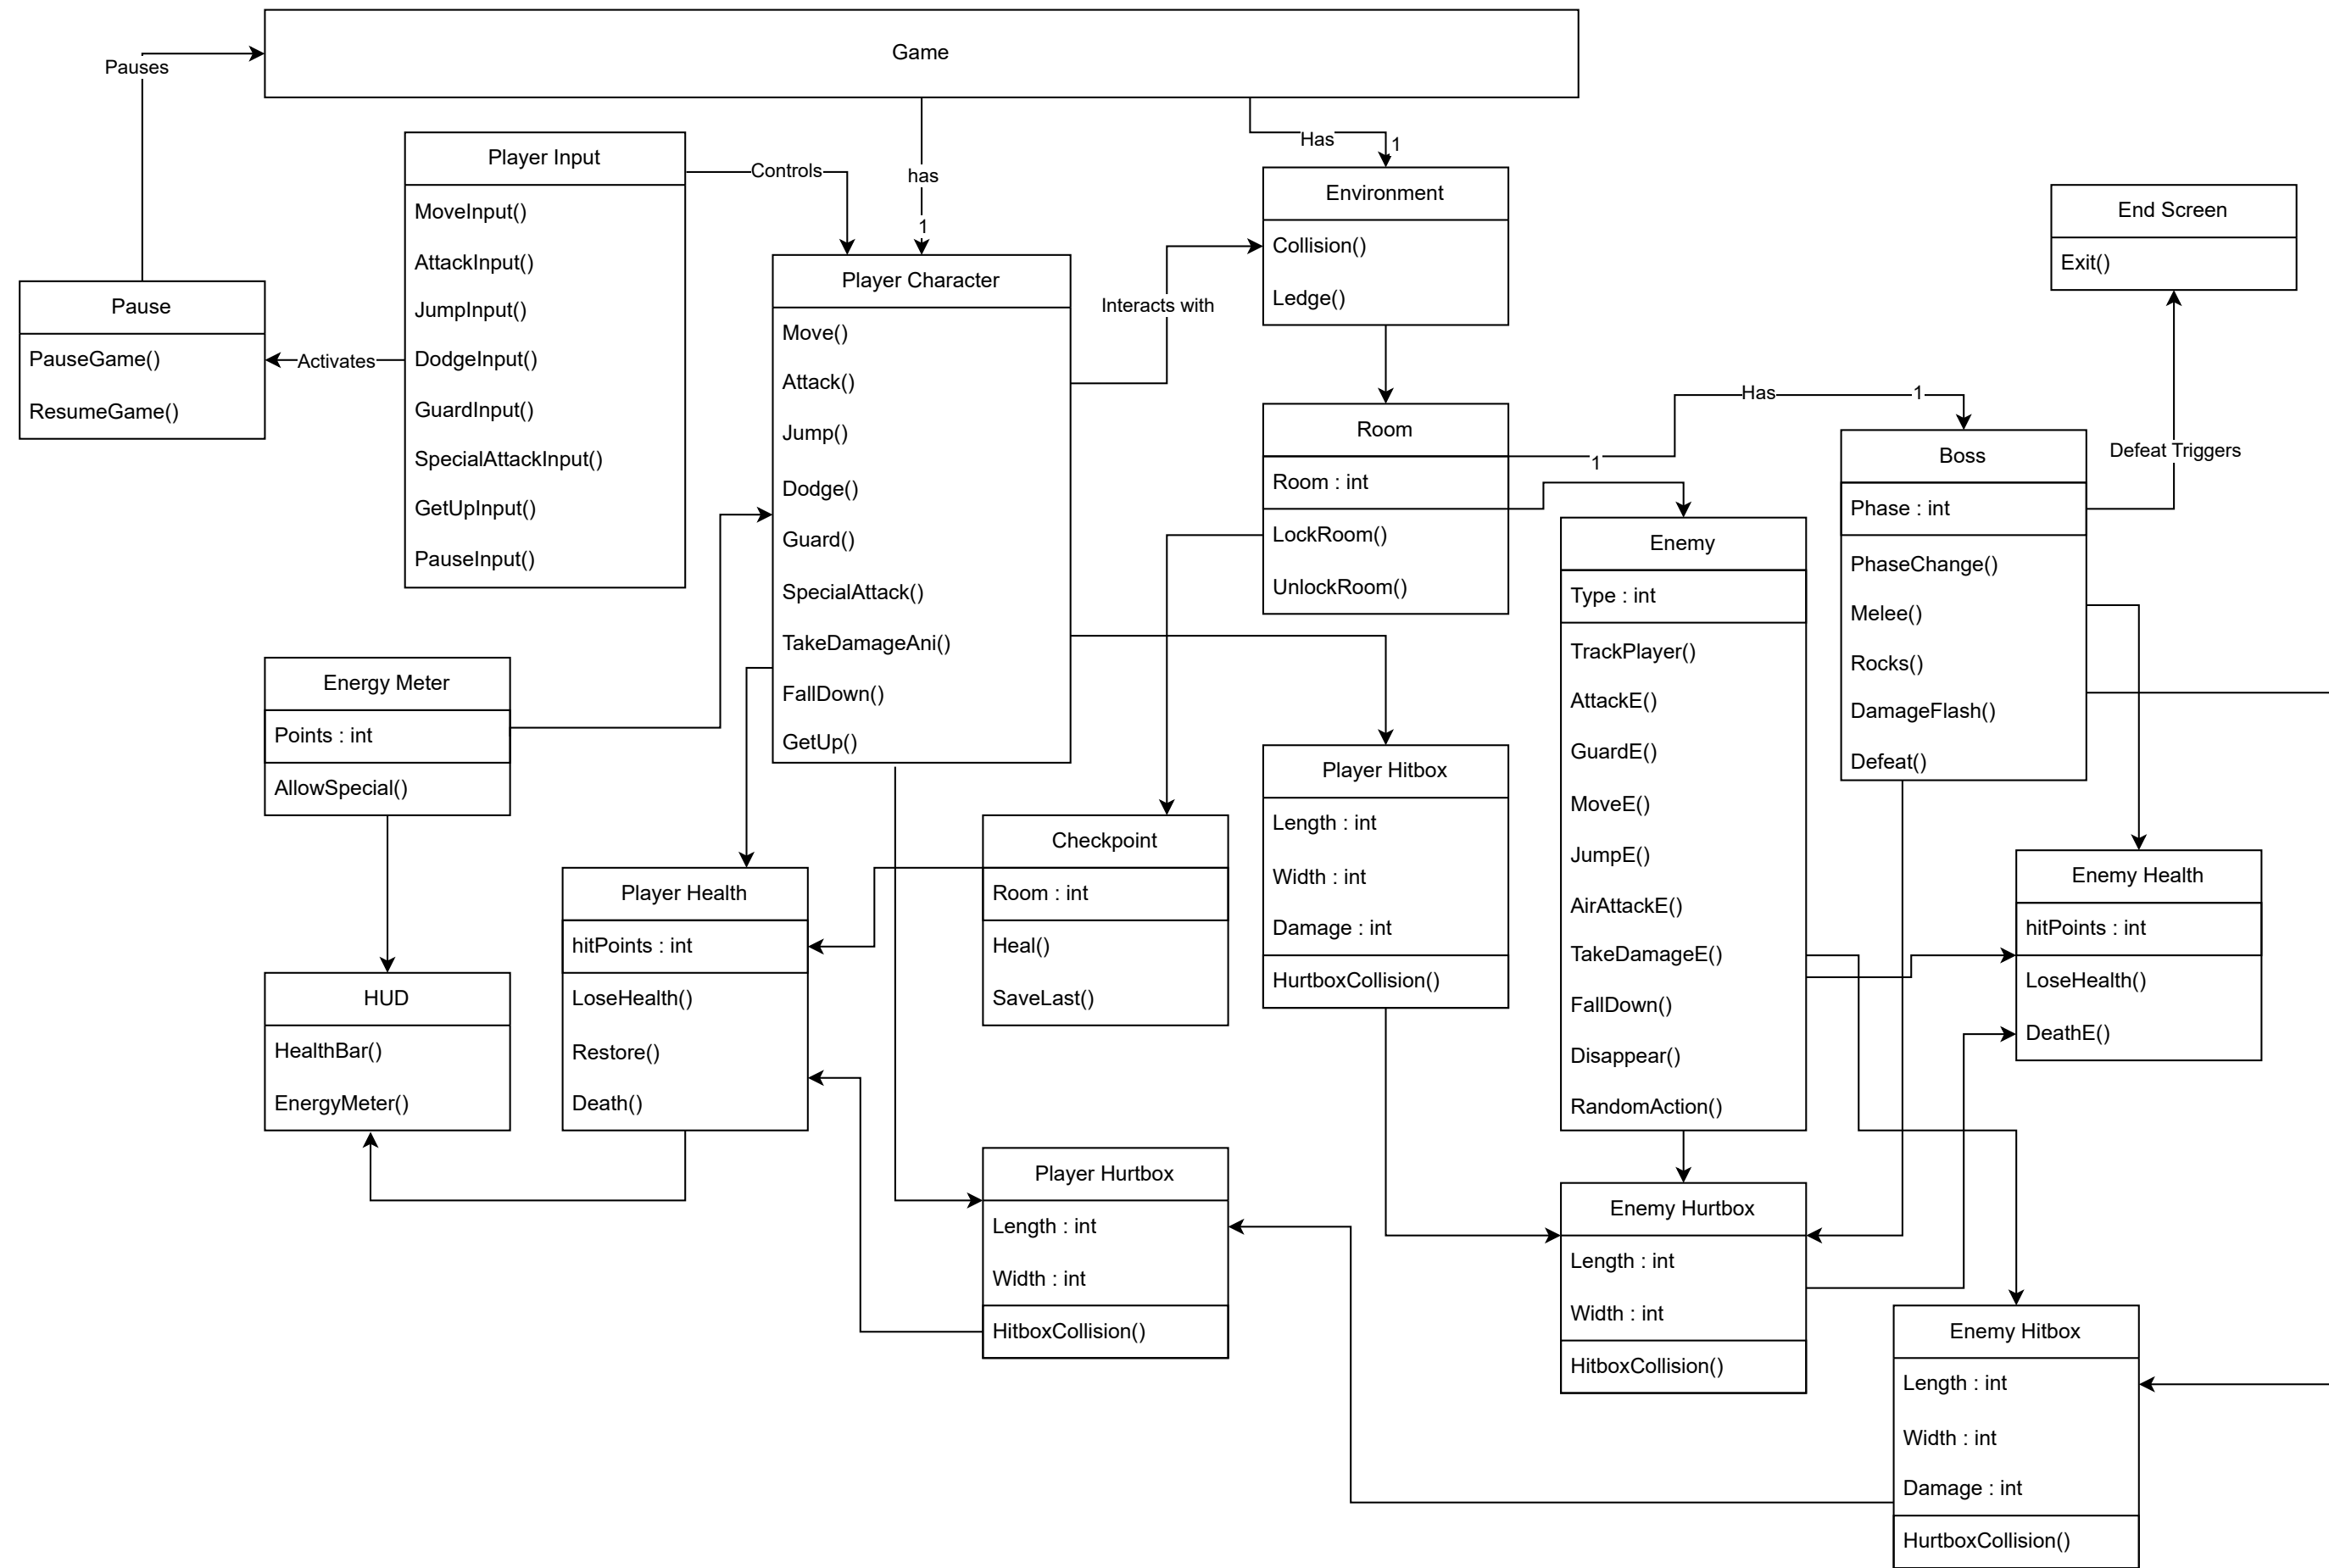 Game
Pauses
Has
1
has
1
Player Input
MoveInput()
AttackInput()
JumpInput()
DodgeInput()
GuardInput()
SpecialAttackInput()
GetUpInput()
PauseInput()
Controls
Activates
Pause
PauseGame()
ResumeGame()
Player Character
Move()
Attack()
Jump()
Dodge()
Guard()
SpecialAttack()
TakeDamageAni()
FallDown()
GetUp()
Interacts with
Environment
Collision()
Ledge()
End Screen
Exit()
Defeat Triggers
Room
Room : int
LockRoom()
UnlockRoom()
1
Has
1
Boss
Phase : int
PhaseChange()
Melee()
Rocks()
DamageFlash()
Defeat()
Enemy
Type : int
TrackPlayer()
AttackE()
GuardE()
MoveE()
JumpE()
AirAttackE()
TakeDamageE()
FallDown()
Disappear()
RandomAction()
Energy Meter
Points : int
AllowSpecial()
HUD
HealthBar()
EnergyMeter()
Player Health
hitPoints : int
LoseHealth()
Restore()
Death()
Checkpoint
Room : int
Heal()
SaveLast()
Player Hitbox
Length : int
Width : int
Damage : int
HurtboxCollision()
Enemy Health
hitPoints : int
LoseHealth()
DeathE()
Player Hurtbox
Length : int
Width : int
HitboxCollision()
Enemy Hurtbox
Length : int
Width : int
HitboxCollision()
Enemy Hitbox
Length : int
Width : int
Damage : int
HurtboxCollision()